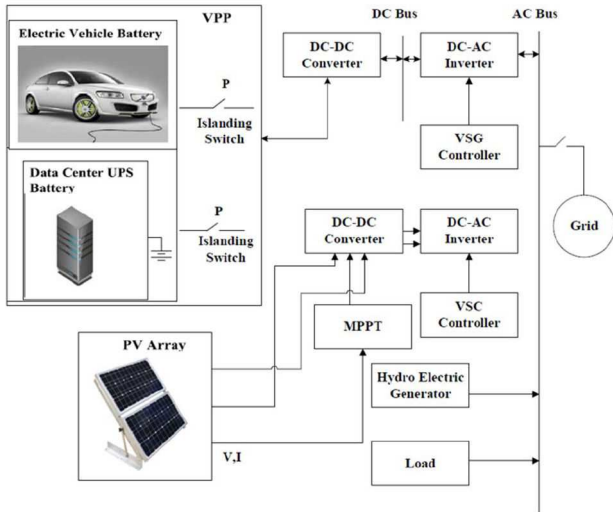 VPP
Electric Vehicle Battery
P
Islanding
Switch
Data Center UPS
Battery
P
Islanding
Switch
DC-DC
Converter
DC Bus
DC-AC
Inverter
AC Bus
VSG
Controller
Grid
DC-DC
Converter
DC-AC
Inverter
MPPT
VSC
Controller
PV Array
V,I
Hydro Electric
Generator
Load